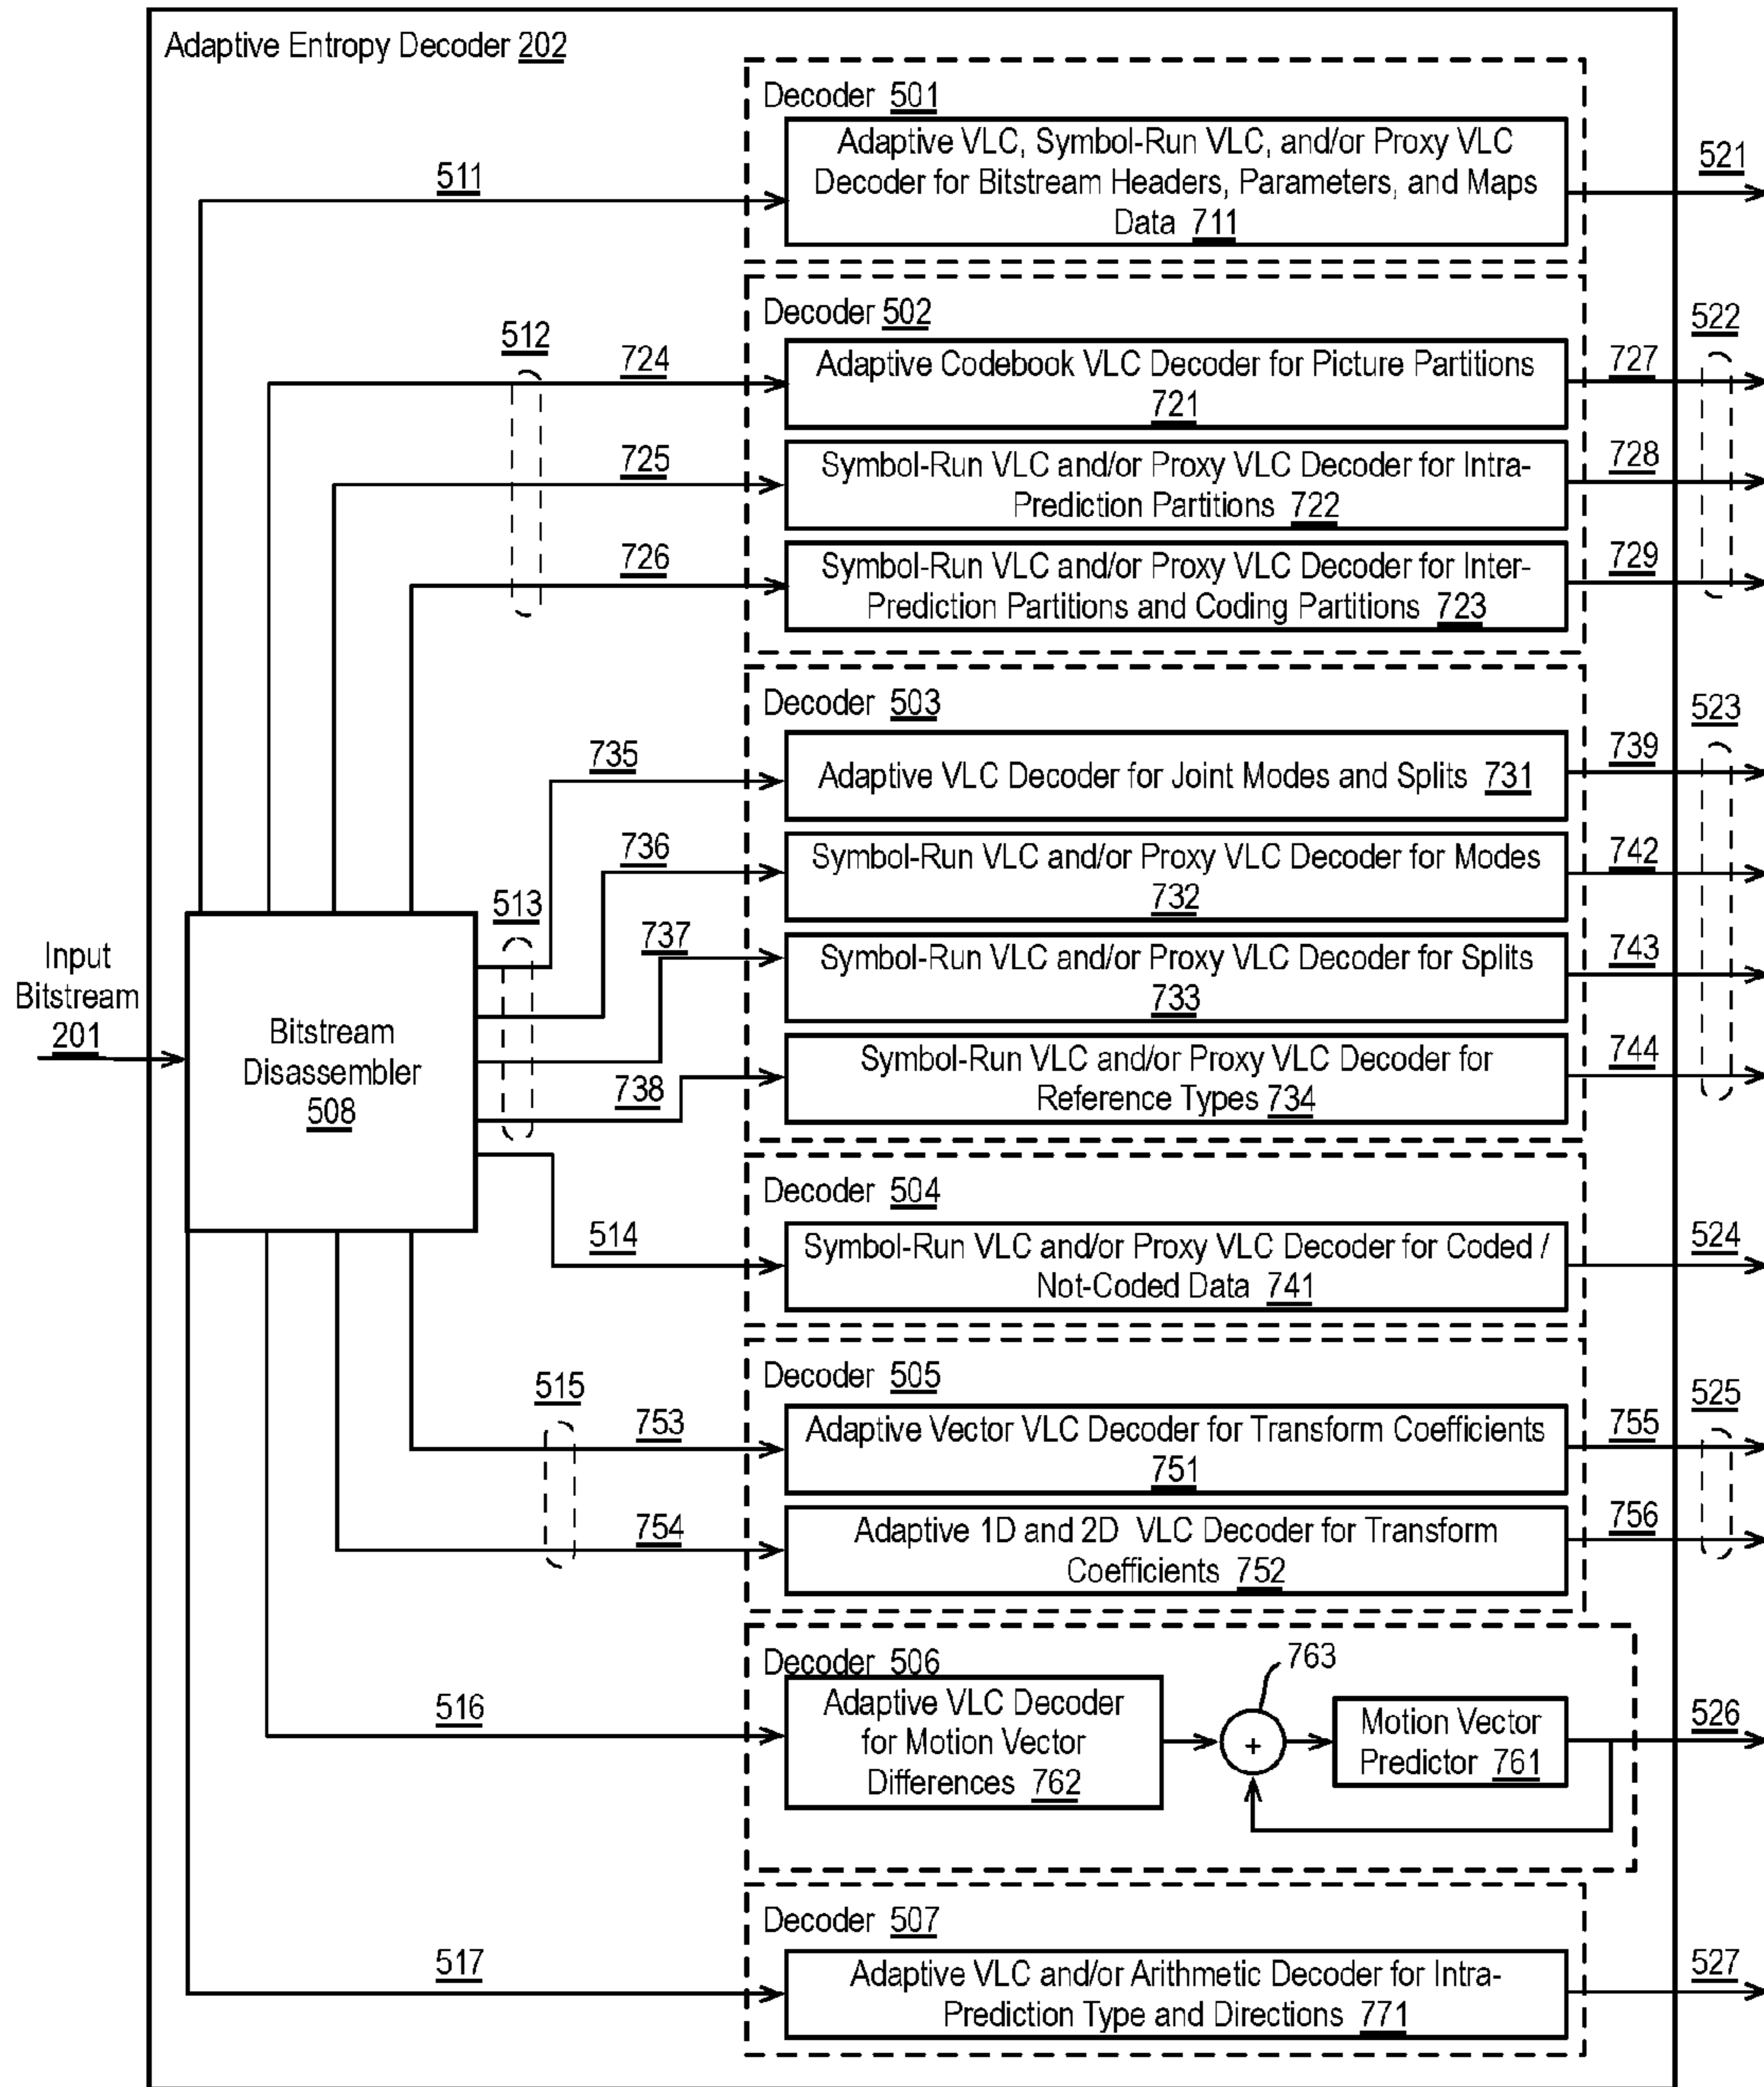 Adaptive Entropy Decoder 202
Decoder 501
Adaptive VLC, Symbol-Run VLC, and/or Proxy VLC
Decoder for Bitstream Headers, Parameters, and Maps
Data 711
511
521
Decoder 502
512
522
724
Adaptive Codebook VLC Decoder for Picture Partitions
721
727
725
Symbol-Run VLC and/or Proxy VLC Decoder for Intra-
Prediction Partitions 722
728
726
Symbol-Run VLC and/or Proxy VLC Decoder for Inter-
Prediction Partitions and Coding Partitions 723
729
Decoder 503
523
735
Adaptive VLC Decoder for Joint Modes and Splits 731
739
736
Symbol-Run VLC and/or Proxy VLC Decoder for Modes
732
742
513
737
Symbol-Run VLC and/or Proxy VLC Decoder for Splits
733
743
Input
Bitstream
201
Bitstream
Disassembler
508
738
Symbol-Run VLC and/or Proxy VLC Decoder for
Reference Types 734
744
Decoder 504
514
Symbol-Run VLC and/or Proxy VLC Decoder for Coded /
Not-Coded Data 741
524
Decoder 505
515
525
753
Adaptive Vector VLC Decoder for Transform Coefficients
751
755
754
Adaptive 1D and 2D VLC Decoder for Transform
Coefficients 752
756
Decoder 506
763
516
Adaptive VLC Decoder
for Motion Vector
Differences 762
+
Motion Vector
Predictor 761
526
Decoder 507
517
Adaptive VLC and/or Arithmetic Decoder for Intra-
Prediction Type and Directions 771
527